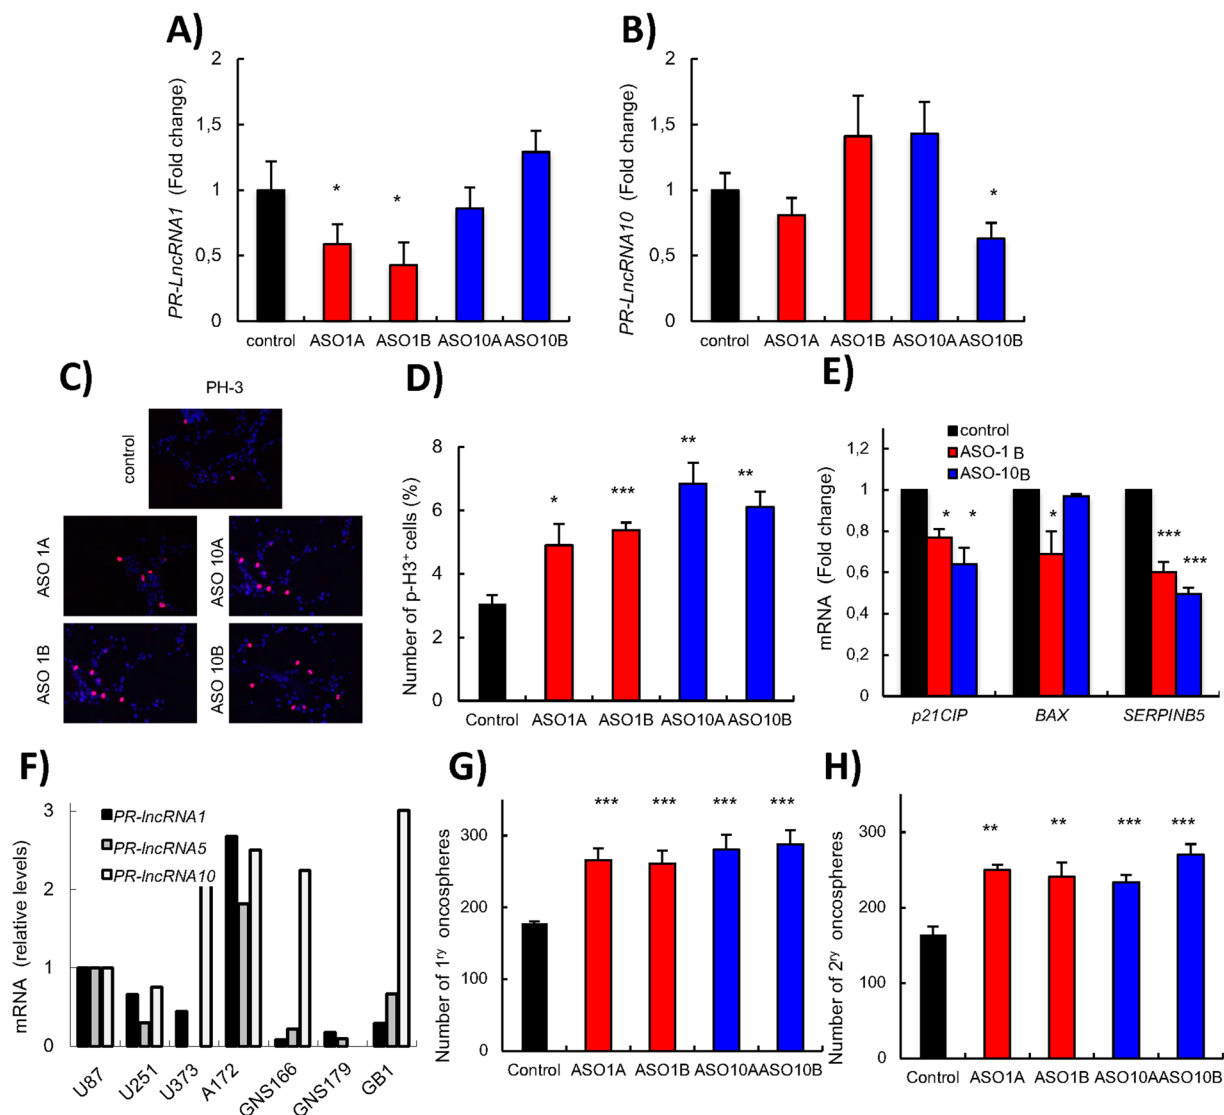 A)
PR-LncRNA1 (Fold change)
2
1,5
1
0,5
0
*
*
control ASO1A ASO1B ASO10A ASO10B
B)
PR-LncRNA10 (Fold change)
2
1,5
1
0,5
0
*
control ASO1A ASO1B ASO10A ASO10B
C)
PH-3
control
ASO 1A
ASO 10A
ASO 1B
ASO 10B
D)
Number of p-H3+ cells (%)
8
6
4
2
0
*
***
**
**
Control ASO1A ASO1B ASO10A ASO10B
E)
control
ASO-1 B
ASO-10B
mRNA (Fold change)
1,2
1
0,8
0,6
0,4
0,2
0
* *
*
***
***
p21CIP BAX SERPINB5
F)
PR-lncRNA1
PR-lncRNA5
PR-lncRNA10
mRNA (relative levels)
3
2
1
0
U87 U251 U373 A172 GNS166 GNS179 GB1
G)
Number of 1ry oncospheres
300
200
100
0
*** *** *** ***
Control ASO1A ASO1B ASO10A ASO10B
H)
Number of 2ry oncospheres
300
200
100
0
** ** *** ***
Control ASO1A ASO1B ASO10A ASO10B